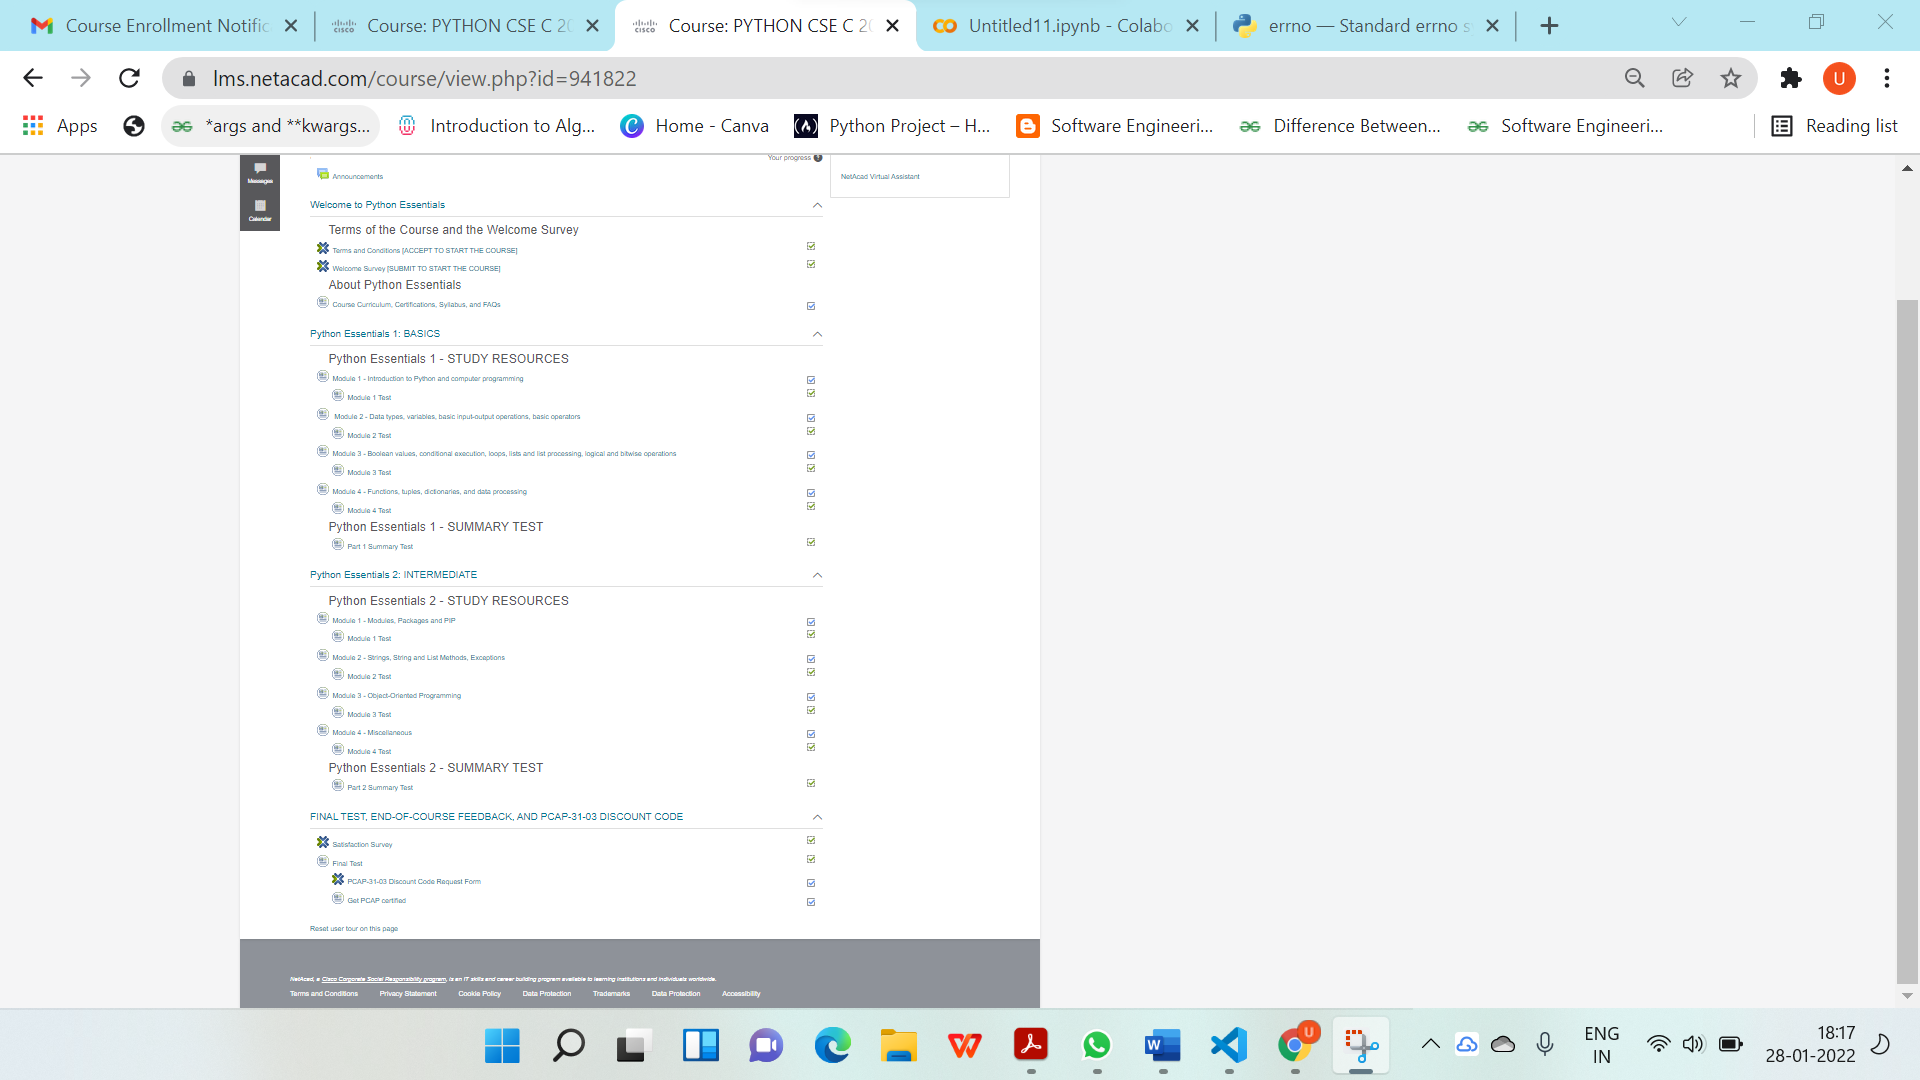 Course Enrollment Notific
Course: PYTHON CSE C 20
Course: PYTHON CSE C 20
Untitled11.ipynb - Colabo
errno — Standard errno s
lms.netacad.com/course/view.php?id=941822
U
Apps
*args and **kwargs...
Introduction to Alg...
Home - Canva
Python Project – H...
Software Engineeri...
Difference Between...
Software Engineeri...
Reading list
Messages
Calendar
Your progress
Announcements
NetAcad Virtual Assistant
Welcome to Python Essentials
Terms of the Course and the Welcome Survey
Terms and Conditions [ACCEPT TO START THE COURSE]
Welcome Survey [SUBMIT TO START THE COURSE]
About Python Essentials
Course Curriculum, Certifications, Syllabus, and FAQs
Python Essentials 1: BASICS
Python Essentials 1 - STUDY RESOURCES
Module 1 - Introduction to Python and computer programming
Module 1 Test
Module 2 - Data types, variables, basic input-output operations, basic operators
Module 2 Test
Module 3 - Boolean values, conditional execution, loops, lists and list processing, logical and bitwise operations
Module 3 Test
Module 4 - Functions, tuples, dictionaries, and data processing
Module 4 Test
Python Essentials 1 - SUMMARY TEST
Part 1 Summary Test
Python Essentials 2: INTERMEDIATE
Python Essentials 2 - STUDY RESOURCES
Module 1 - Modules, Packages and PIP
Module 1 Test
Module 2 - Strings, String and List Methods, Exceptions
Module 2 Test
Module 3 - Object-Oriented Programming
Module 3 Test
Module 4 - Miscellaneous
Module 4 Test
Python Essentials 2 - SUMMARY TEST
Part 2 Summary Test
FINAL TEST, END-OF-COURSE FEEDBACK, AND PCAP-31-03 DISCOUNT CODE
Satisfaction Survey
Final Test
PCAP-31-03 Discount Code Request Form
Get PCAP certified
Reset user tour on this page
NetAcad, a Cisco Corporate Social Responsibility program, is an IT skills and career building program available to learning institutions and individuals worldwide.
Terms and Conditions Privacy Statement Cookie Policy Data Protection Trademarks Data Protection Accessibility
ENG
IN
18:17
28-01-2022